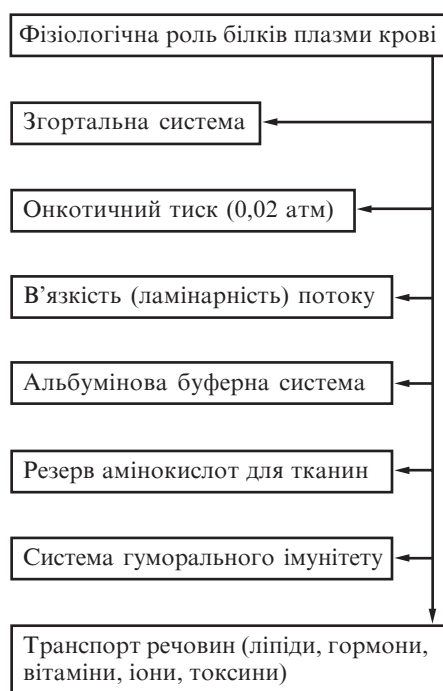 Фізіологічна роль білків плазми крові
Згортальна система
Онкотичний тиск (0,02 атм)
В’язкість (ламінарність) потоку
Альбумінова буферна система
Резерв амінокислот для тканин
Система гуморального імунітету
Транспорт речовин (ліпіди, гормони,
вітаміни, іони, токсини)